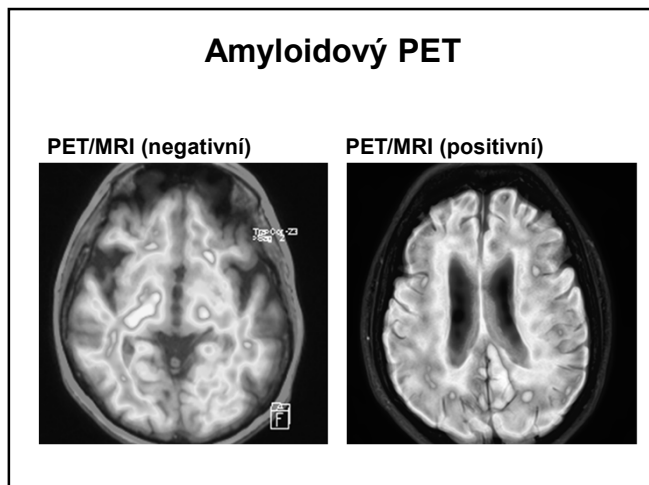 Amyloidový PET
PET/MRI (negativní)
PET/MRI (positivní)
F